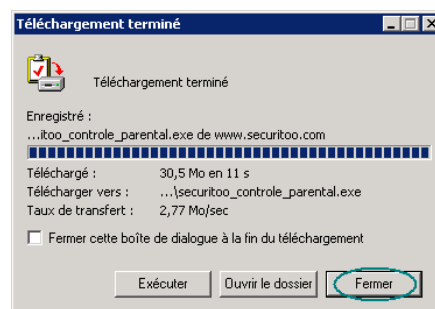 Téléchargement terminé
Téléchargement terminé
Enregistré :
...itoo_controle_parental.exe de www.securitoo.com
Téléchargé : 30,5 Mo en 11 s
Télécharger vers : ...\securitoo_controle_parental.exe
Taux de transfert : 2,77 Mo/sec
Fermer cette boîte de dialogue à la fin du téléchargement
Exécuter Ouvrir le dossier Fermer